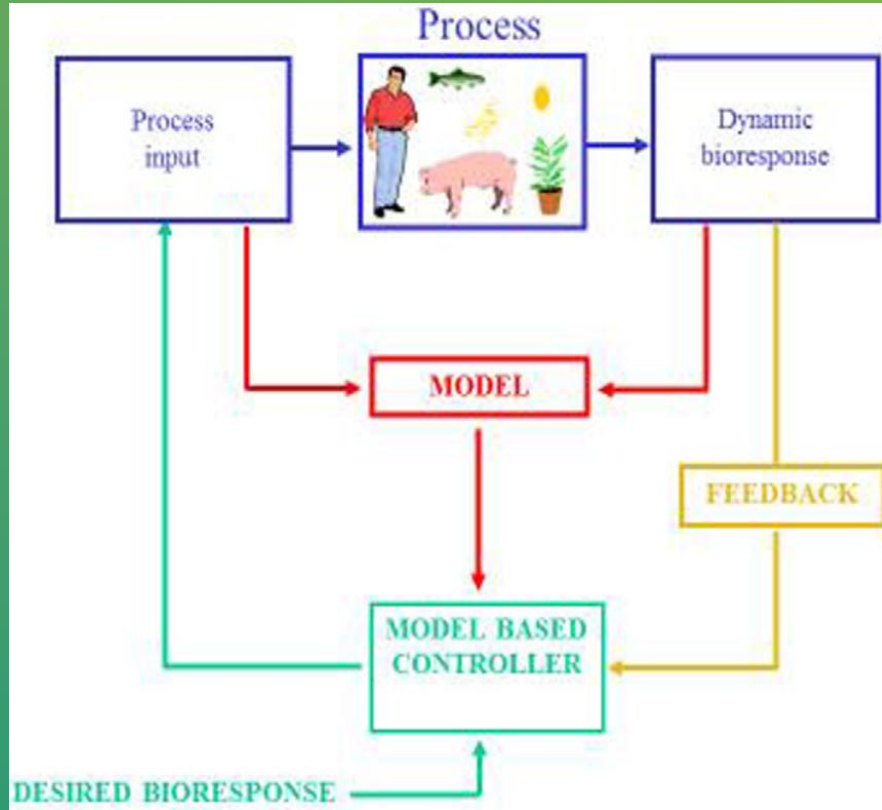 Process
Process
input
Dynamic
bioresponse
MODEL
FEEDBACK
MODEL BASED
CONTROLLER
DESIRED BIORESPONSE